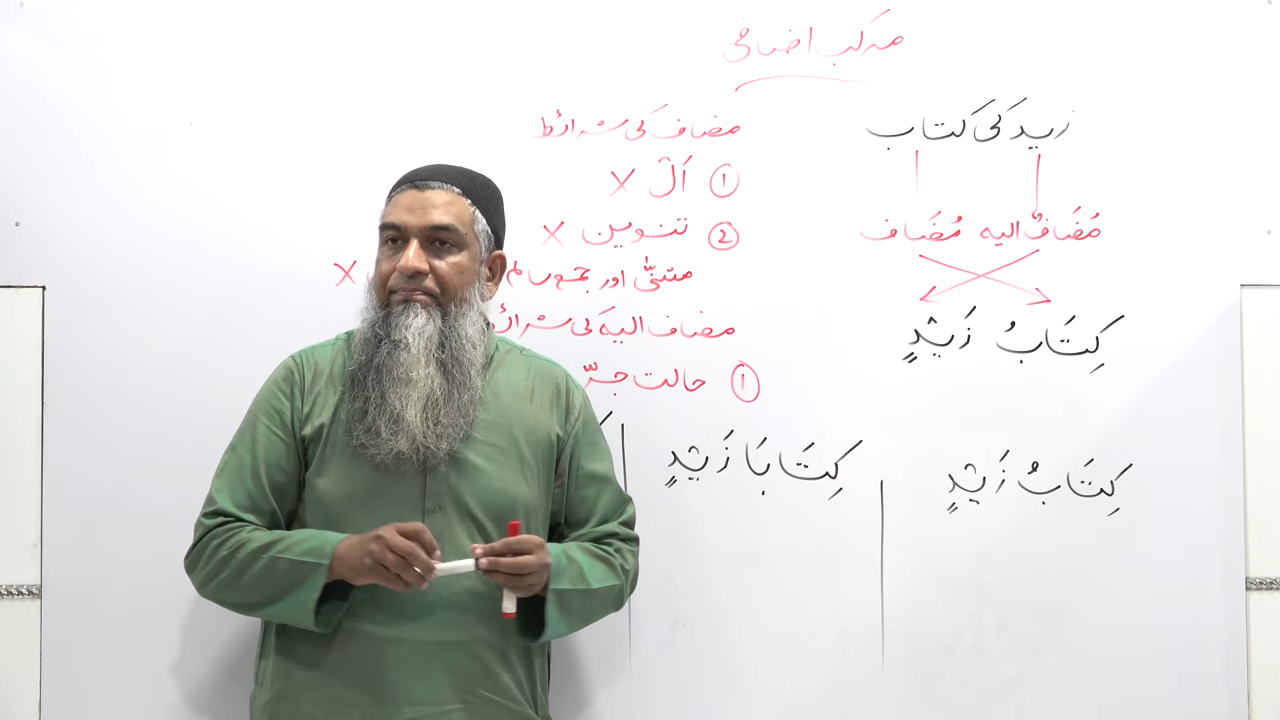 مرکب اضافی
زید کی کتاب
مُضَافٌ الیہ مُضَاف
کِتَابُ زَیْدٍ
مضاف کی شرائط
① اَلْ ✗
② تنوین ✗
مثنّٰی اور جمع سالم ✗
مضاف الیہ کی شرائط
① حالت جرّ
کِتَابُ زَیْدٍ
کِتَابَا زَیْدٍ